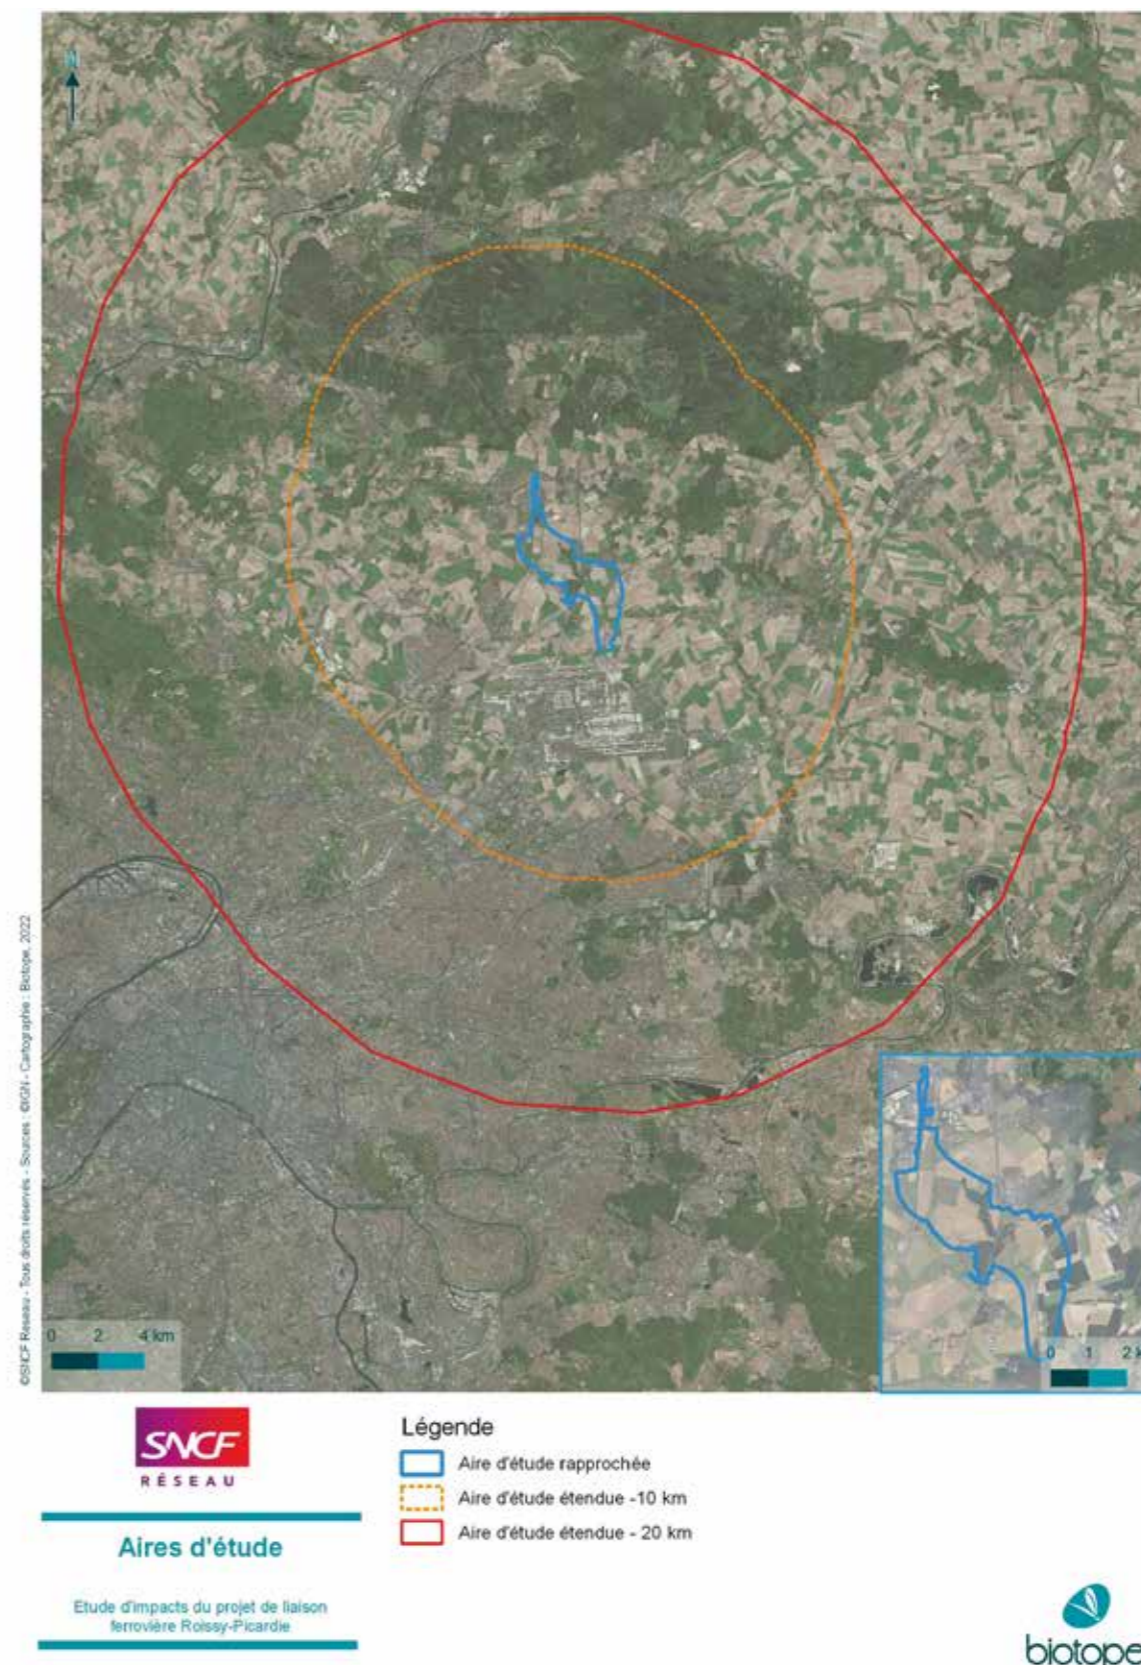 N
©SNCF Reseau - Tous droits réservés - Sources : ©IGN - Cartographie : Biotope, 2022
0 2 4 km
0 1 2 k
SNCF
RÉSEAU
Aires d'étude
Etude d'impacts du projet de liaison
ferrovière Roissy-Picardie
Légende
Aire d'étude rapprochée
Aire d'étude étendue -10 km
Aire d'étude étendue - 20 km
biotope